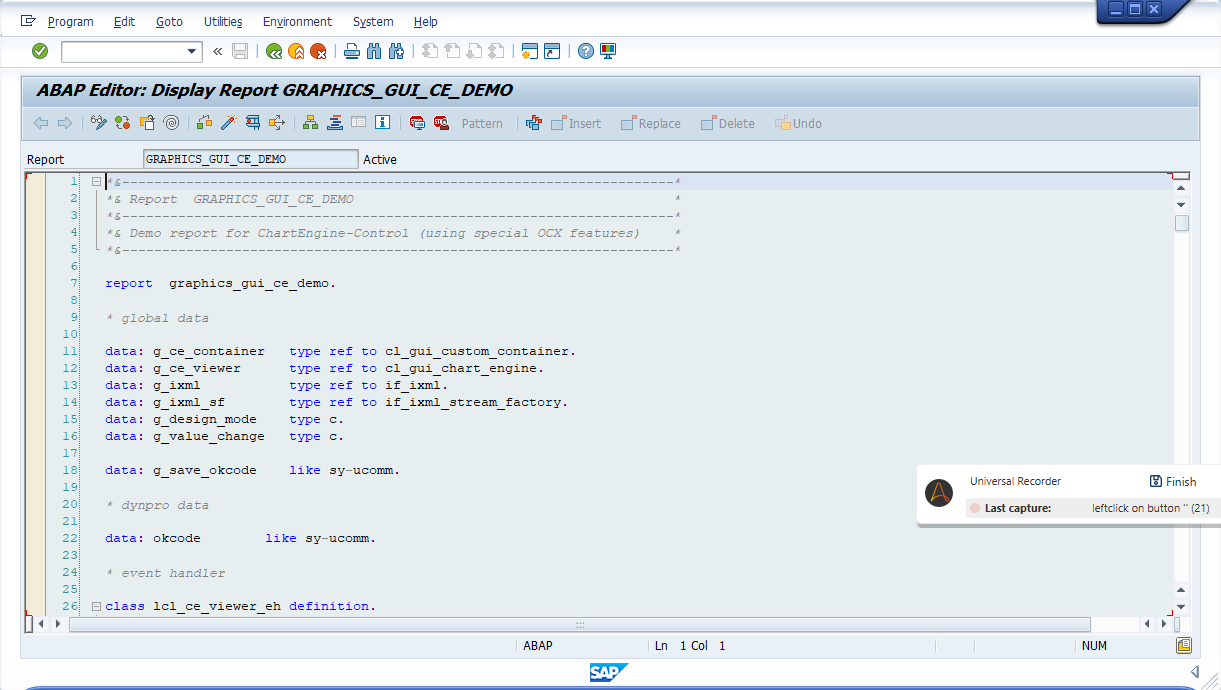 Program Edit Goto Utilities Environment System Help
ABAP Editor: Display Report GRAPHICS_GUI_CE_DEMO
Pattern Insert Replace Delete Undo
Report GRAPHICS_GUI_CE_DEMO Active
1 *&---------------------------------------------------------------------*
2 *& Report  GRAPHICS_GUI_CE_DEMO                                        *
3 *&---------------------------------------------------------------------*
4 *& Demo report for ChartEngine-Control (using special OCX features)    *
5 *&---------------------------------------------------------------------*
6
7 report  graphics_gui_ce_demo.
8
9 * global data
10
11 data: g_ce_container   type ref to cl_gui_custom_container.
12 data: g_ce_viewer      type ref to cl_gui_chart_engine.
13 data: g_ixml           type ref to if_ixml.
14 data: g_ixml_sf        type ref to if_ixml_stream_factory.
15 data: g_design_mode    type c.
16 data: g_value_change   type c.
17
18 data: g_save_okcode    like sy-ucomm.
19
20 * dynpro data
21
22 data: okcode        like sy-ucomm.
23
24 * event handler
25
26 class lcl_ce_viewer_eh definition.
Universal Recorder Finish
Last capture: leftclick on button '' (21)
ABAP Ln 1 Col 1 NUM
SAP